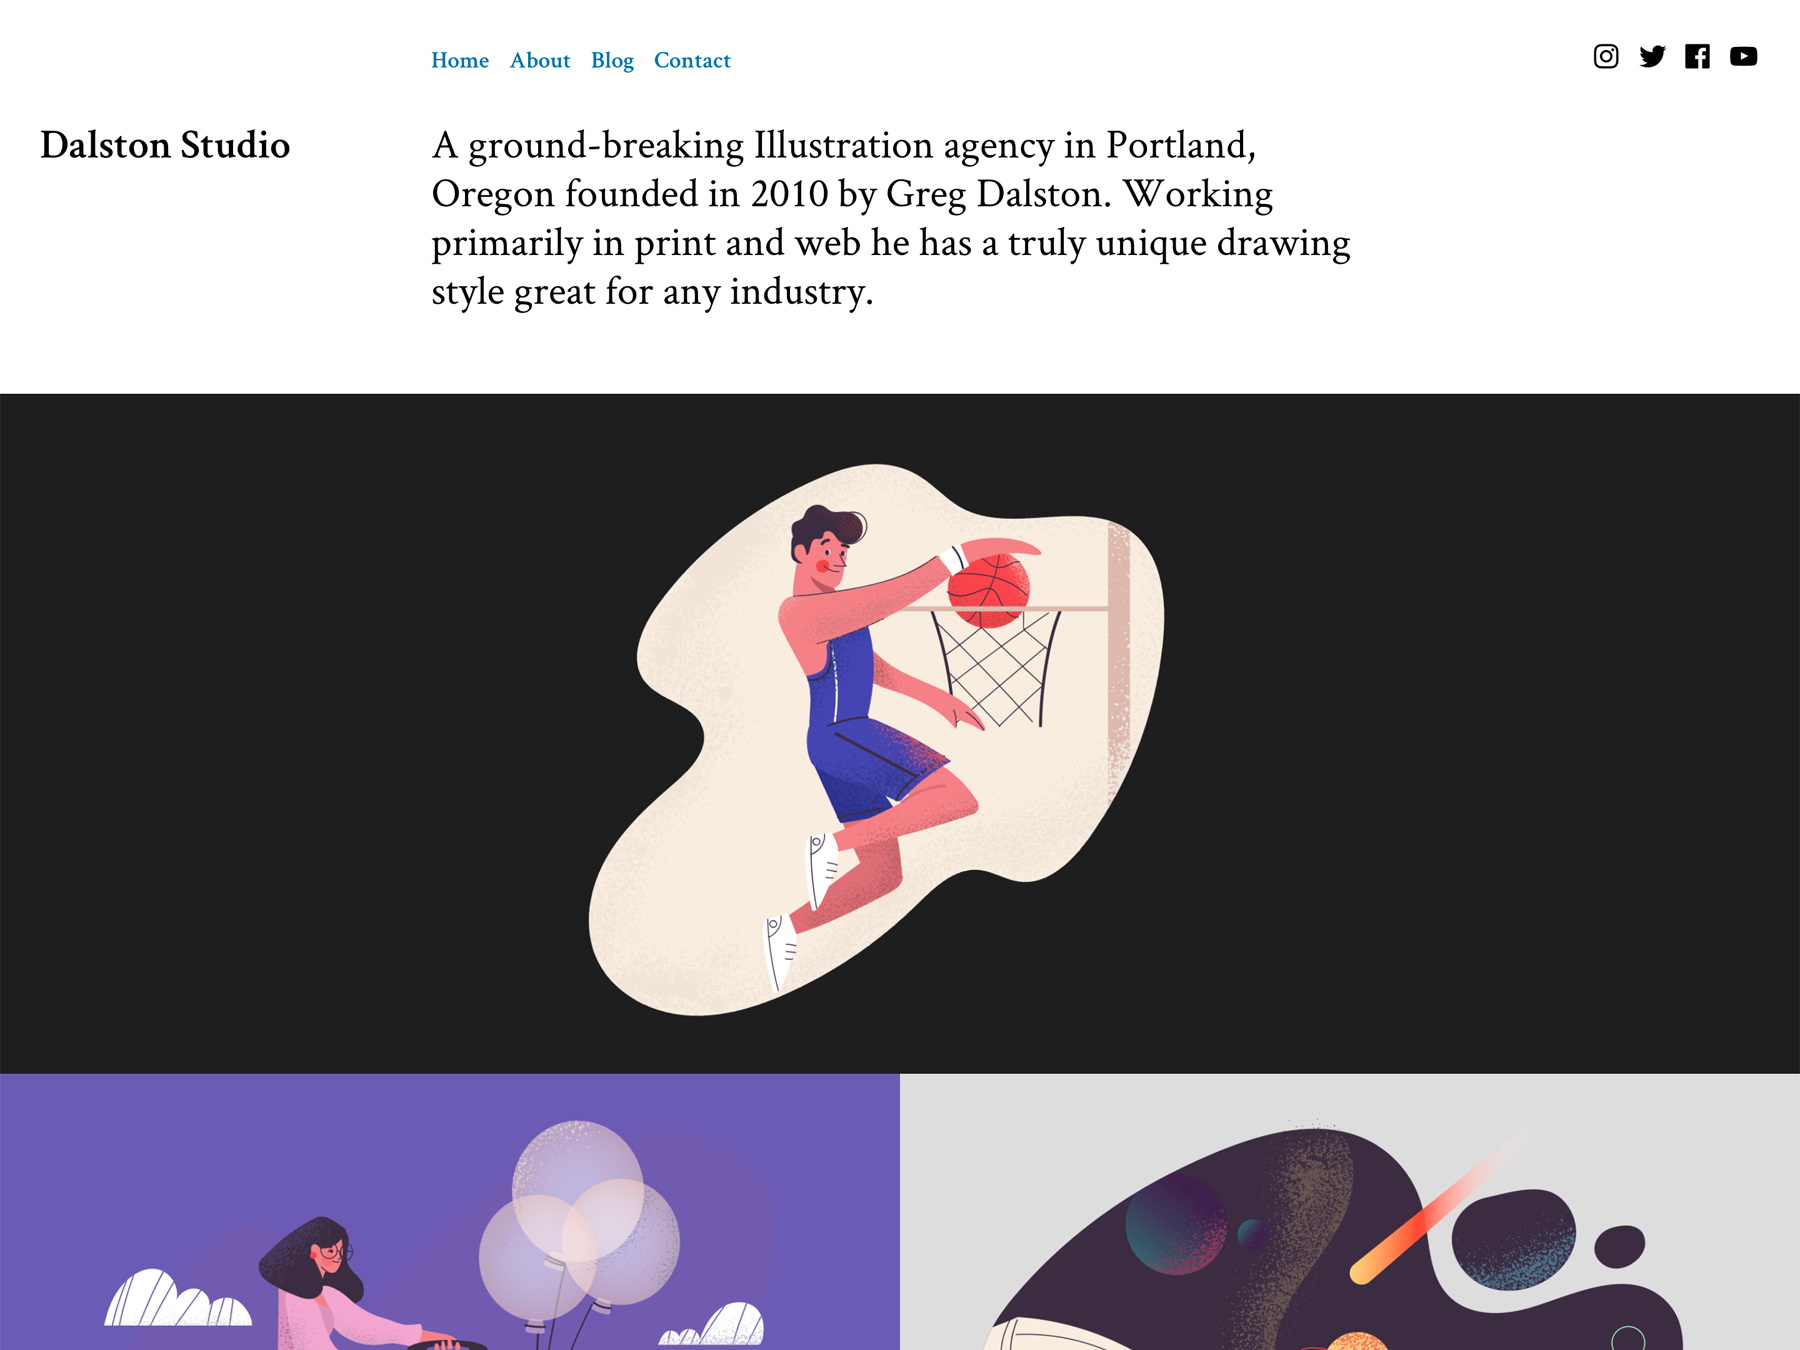 Home About Blog Contact
Dalston Studio
A ground-breaking Illustration agency in Portland,
Oregon founded in 2010 by Greg Dalston. Working
primarily in print and web he has a truly unique drawing
style great for any industry.